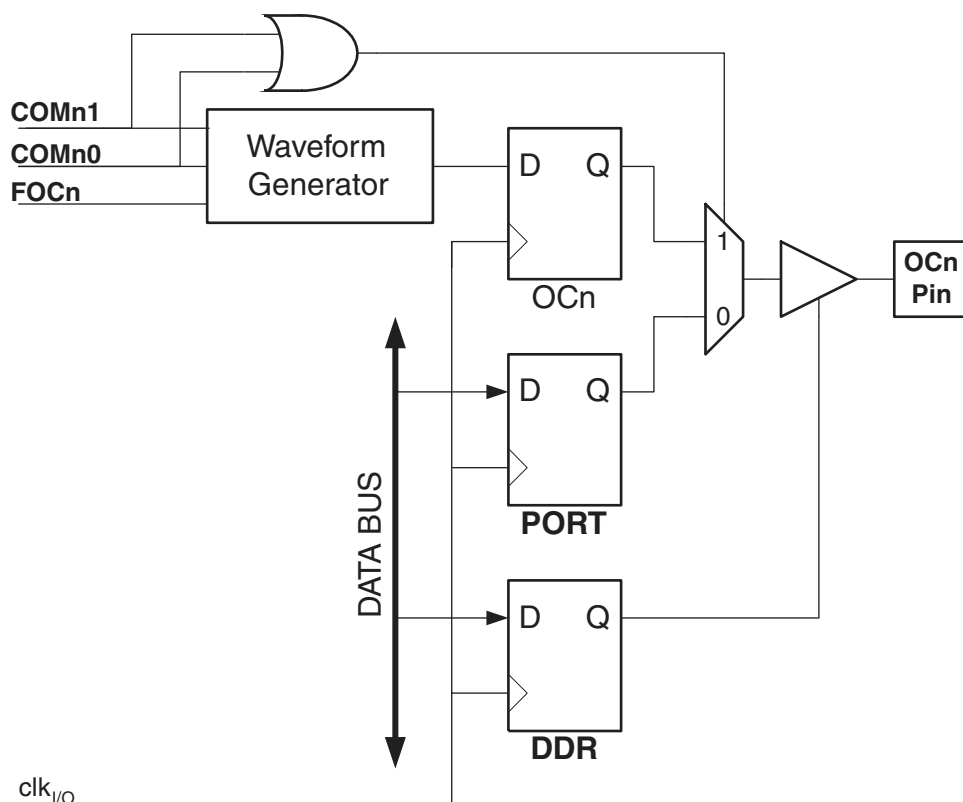 COMn1
COMn0
FOCn
Waveform
Generator
D Q
OCn
1
0
OCn
Pin
D Q
PORT
DATA BUS
D Q
DDR
clkI/O